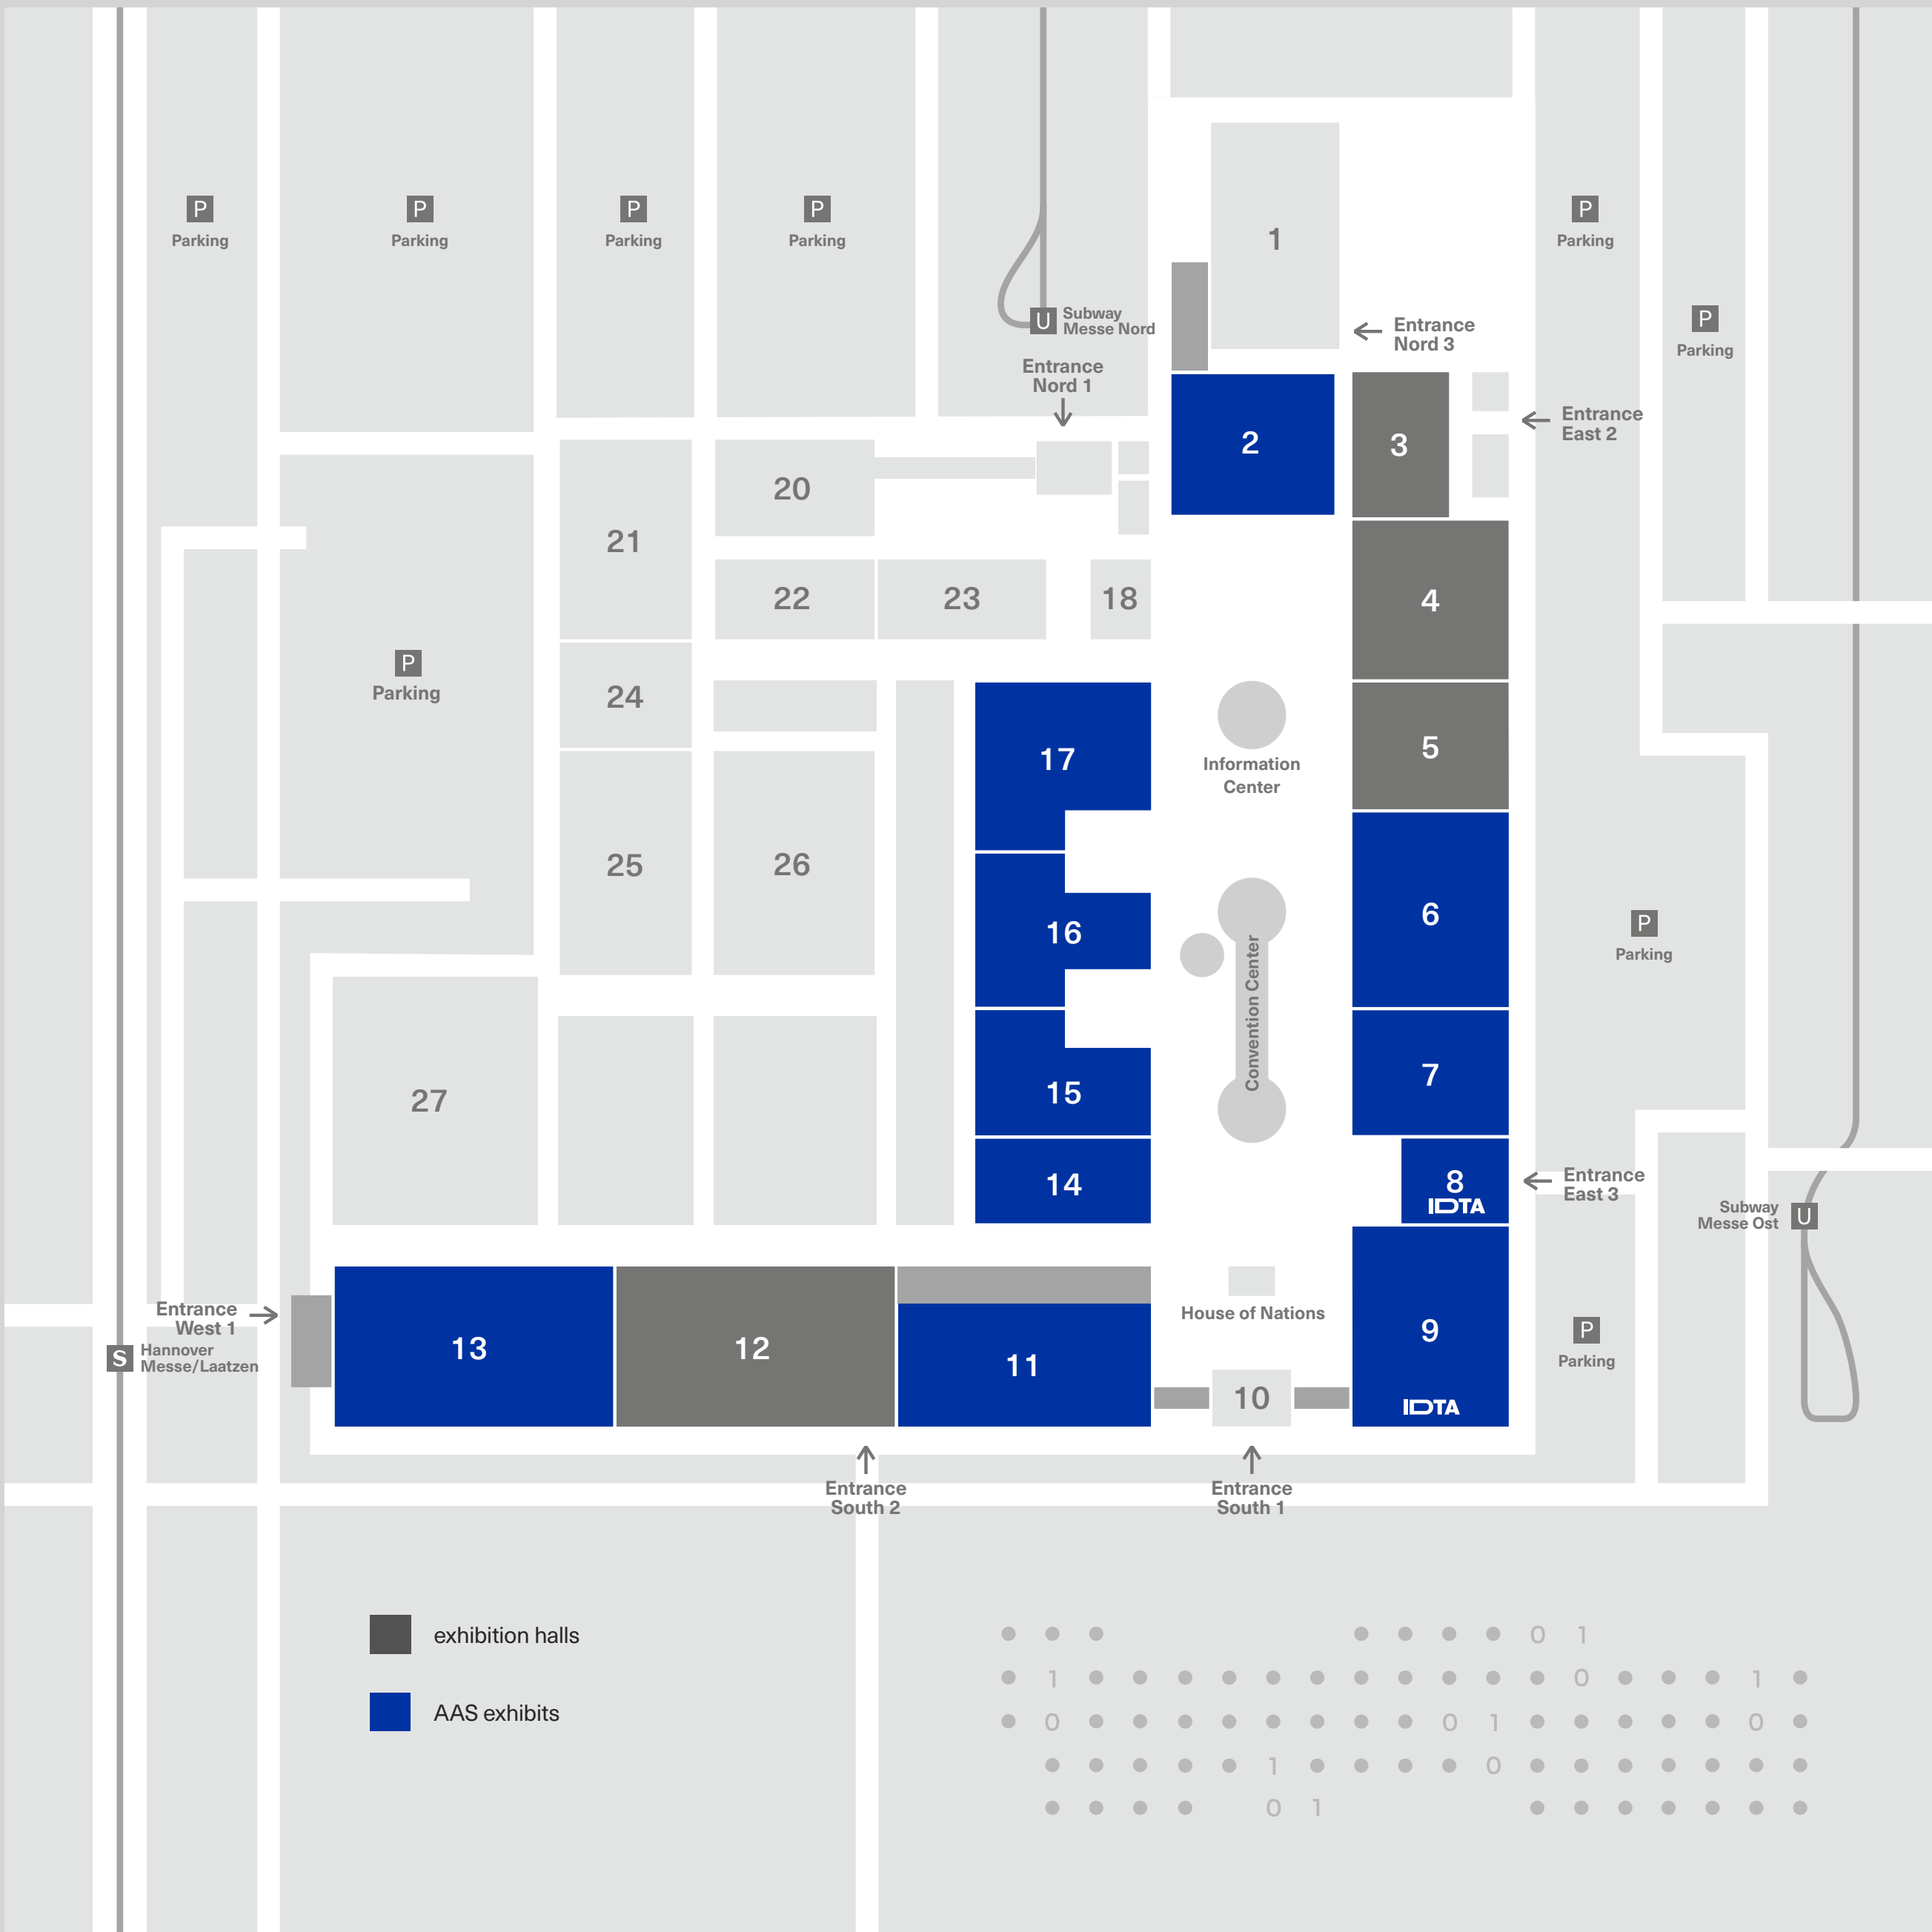 P
Parking
P
Parking
P
Parking
P
Parking
1
P
Parking
U
Subway
Messe Nord
Entrance
Nord 3
P
Parking
Entrance
Nord 1
2
3
Entrance
East 2
20
21
22
23
18
4
P
Parking
24
17
Information
Center
5
25
26
16
Convention Center
6
P
Parking
27
15
7
14
8
IDTA
Entrance
East 3
Subway
Messe Ost
U
Entrance
West 1
S
Hannover
Messe/Laatzen
13
12
11
House of Nations
10
9
IDTA
P
Parking
Entrance
South 2
Entrance
South 1
exhibition halls
AAS exhibits
0 1
1 0 1
0 0 1 0
1 0
0 1